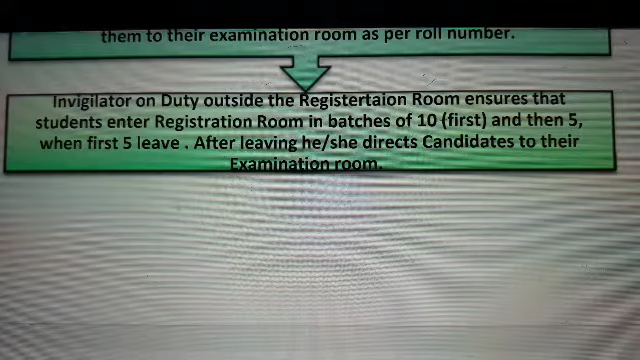 them to their examination room as per roll number.
Invigilator on Duty outside the Registertaion Room ensures that
students enter Registration Room in batches of 10 (first) and then 5,
when first 5 leave . After leaving he/she directs Candidates to their
Examination room.